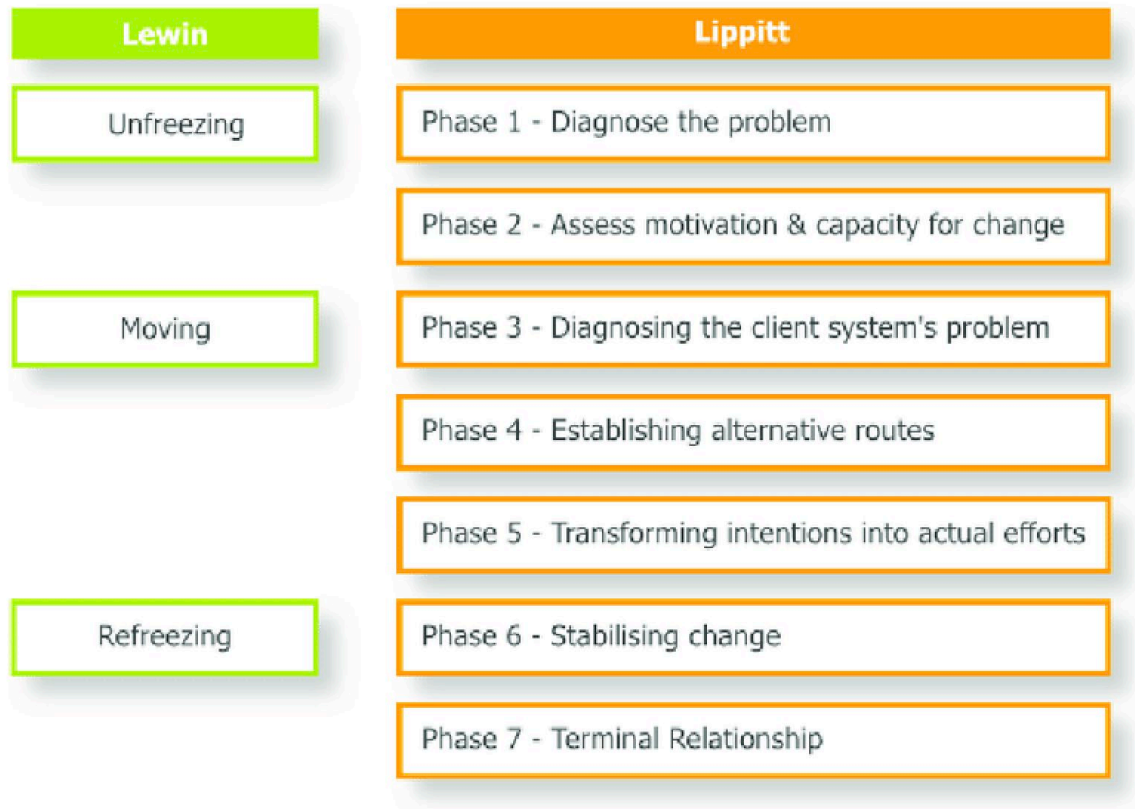 Lewin
Lippitt
Unfreezing
Phase 1 - Diagnose the problem
Phase 2 - Assess motivation & capacity for change
Moving
Phase 3 - Diagnosing the client system's problem
Phase 4 - Establishing alternative routes
Phase 5 - Transforming intentions into actual efforts
Refreezing
Phase 6 - Stabilising change
Phase 7 - Terminal Relationship